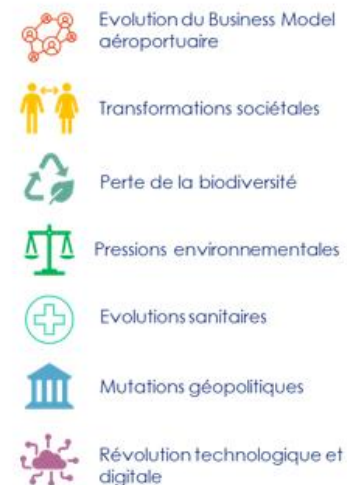 Evolution du Business Model
aéroportuaire
Transformations sociétales
Perte de la biodiversité
Pressions environnementales
Evolutions sanitaires
Mutations géopolitiques
Révolution technologique et
digitale